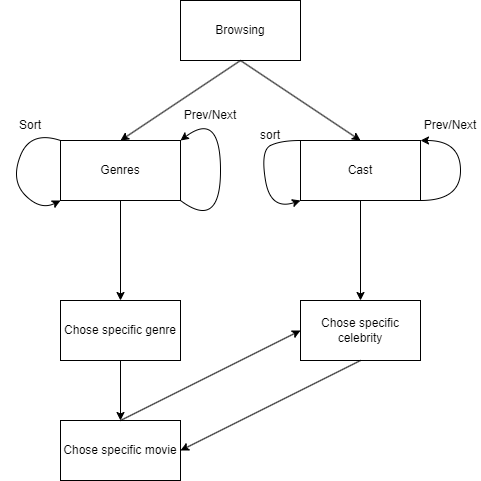 Browsing
Sort
Prev/Next
sort
Prev/Next
Genres
Cast
Chose specific genre
Chose specific
celebrity
Chose specific movie